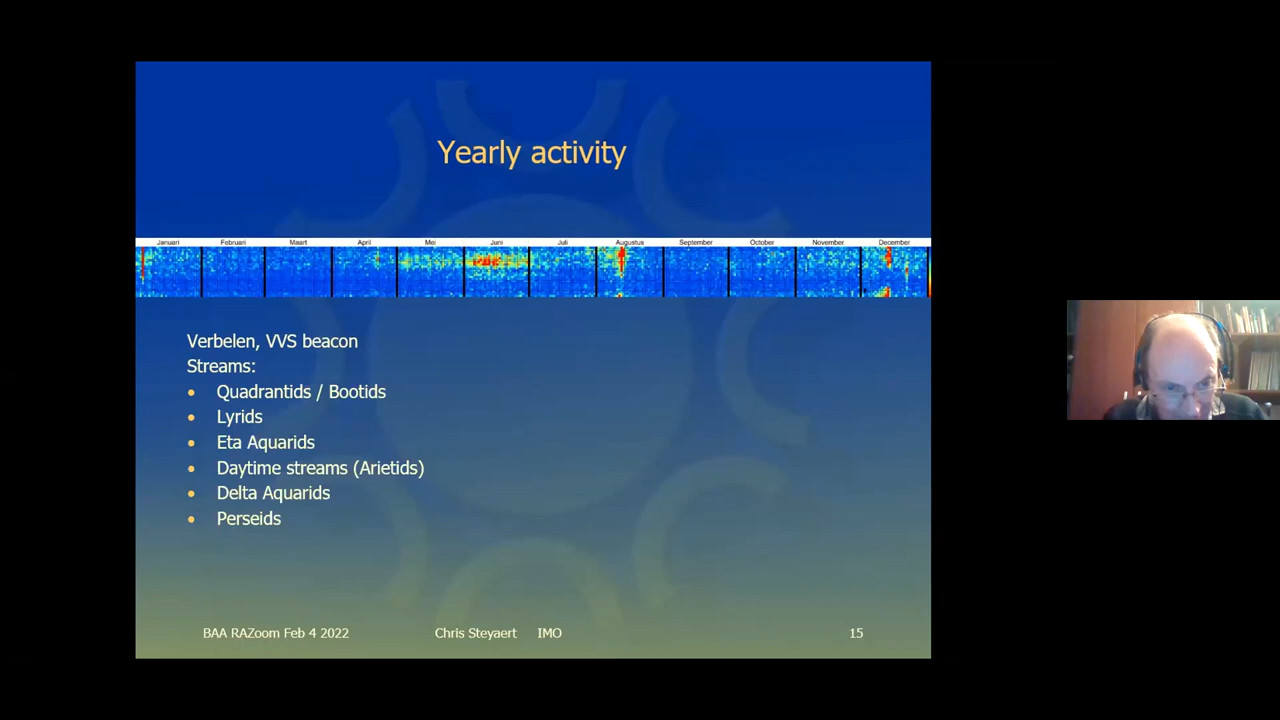 Yearly activity
Januari Februari Maart April Mei Juni Juli Augustus September October November December
Verbelen, VVS beacon
Streams:
• Quadrantids / Bootids
• Lyrids
• Eta Aquarids
• Daytime streams (Arietids)
• Delta Aquarids
• Perseids
BAA RAZoom Feb 4 2022 Chris Steyaert IMO 15